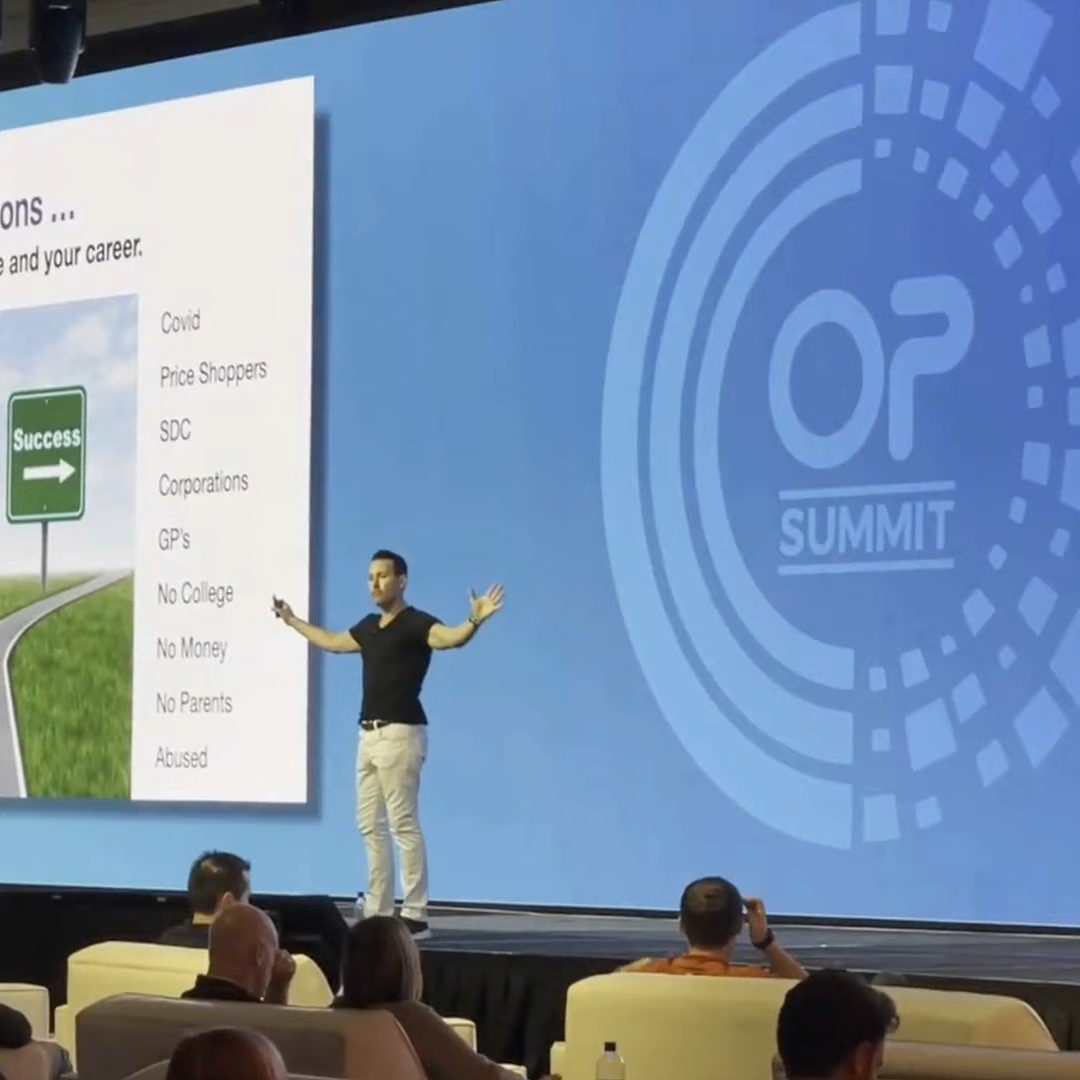 ons ...
e and your career.
Success
Covid
Price Shoppers
SDC
Corporations
GP's
No College
No Money
No Parents
Abused
OP
SUMMIT